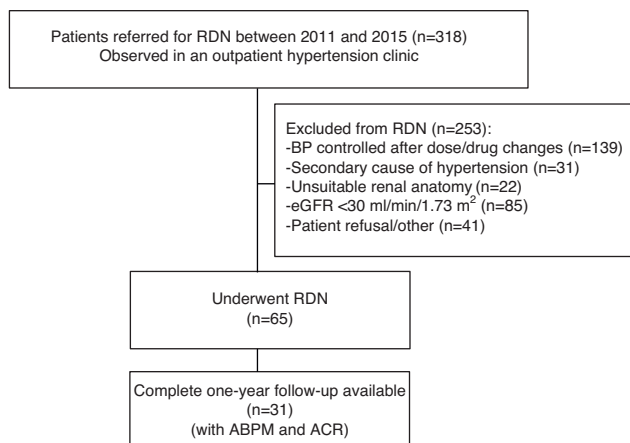 Patients referred for RDN between 2011 and 2015 (n=318)
Observed in an outpatient hypertension clinic
Excluded from RDN (n=253):
-BP controlled after dose/drug changes (n=139)
-Secondary cause of hypertension (n=31)
-Unsuitable renal anatomy (n=22)
-eGFR <30 ml/min/1.73 m² (n=85)
-Patient refusal/other (n=41)
Underwent RDN
(n=65)
Complete one-year follow-up available
(n=31)
(with ABPM and ACR)